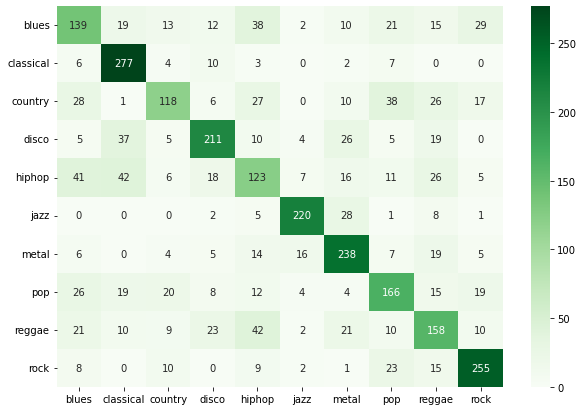 blues 139 19 13 12 38 2 10 21 15 29
classical 6 277 4 10 3 0 2 7 0 0
country 28 1 118 6 27 0 10 38 26 17
disco 5 37 5 211 10 4 26 5 19 0
hiphop 41 42 6 18 123 7 16 11 26 5
jazz 0 0 0 2 5 220 28 1 8 1
metal 6 0 4 5 14 16 238 7 19 5
pop 26 19 20 8 12 4 4 166 15 19
reggae 21 10 9 23 42 2 21 10 158 10
rock 8 0 10 0 9 2 1 23 15 255
blues classical country disco hiphop jazz metal pop reggae rock
250
200
150
100
50
0